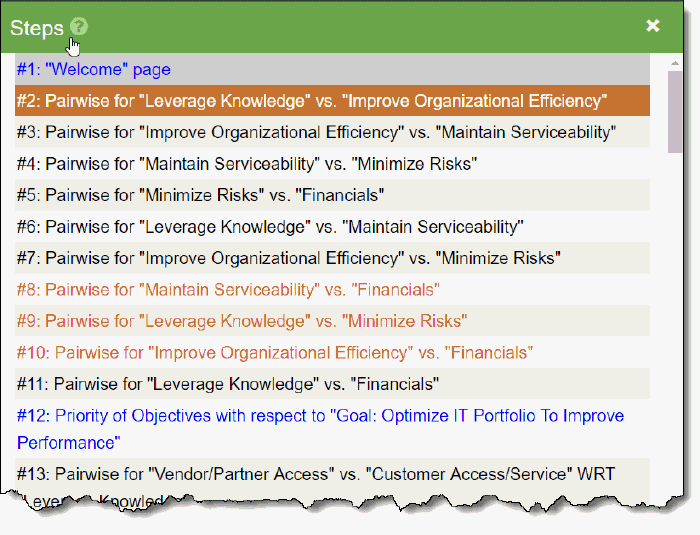 Steps ?
#1: "Welcome" page
#2: Pairwise for "Leverage Knowledge" vs. "Improve Organizational Efficiency"
#3: Pairwise for "Improve Organizational Efficiency" vs. "Maintain Serviceability"
#4: Pairwise for "Maintain Serviceability" vs. "Minimize Risks"
#5: Pairwise for "Minimize Risks" vs. "Financials"
#6: Pairwise for "Leverage Knowledge" vs. "Maintain Serviceability"
#7: Pairwise for "Improve Organizational Efficiency" vs. "Minimize Risks"
#8: Pairwise for "Maintain Serviceability" vs. "Financials"
#9: Pairwise for "Leverage Knowledge" vs. "Minimize Risks"
#10: Pairwise for "Improve Organizational Efficiency" vs. "Financials"
#11: Pairwise for "Leverage Knowledge" vs. "Financials"
#12: Priority of Objectives with respect to "Goal: Optimize IT Portfolio To Improve
Performance"
#13: Pairwise for "Vendor/Partner Access" vs. "Customer Access/Service" WRT